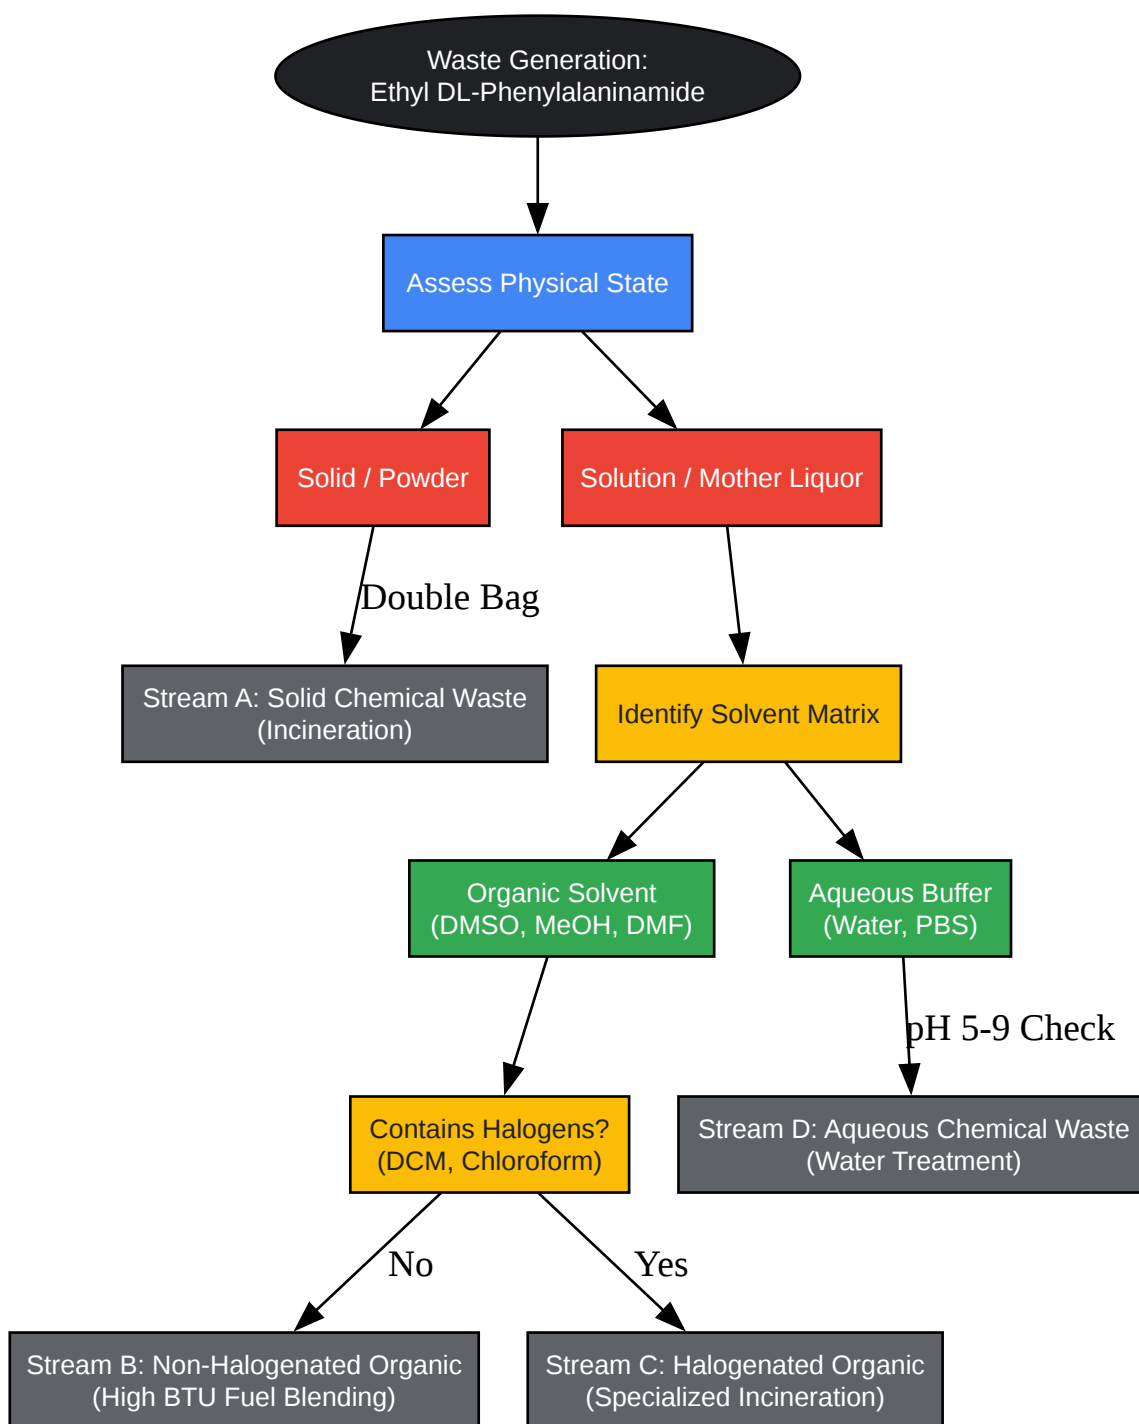 Waste Generation:
Ethyl DL-Phenylalaninamide
Assess Physical State
Solid / Powder
Solution / Mother Liquor
Double Bag
Stream A: Solid Chemical Waste
(Incineration)
Identify Solvent Matrix
Organic Solvent
(DMSO, MeOH, DMF)
Aqueous Buffer
(Water, PBS)
pH 5-9 Check
Contains Halogens?
(DCM, Chloroform)
Stream D: Aqueous Chemical Waste
(Water Treatment)
No
Yes
Stream B: Non-Halogenated Organic
(High BTU Fuel Blending)
Stream C: Halogenated Organic
(Specialized Incineration)